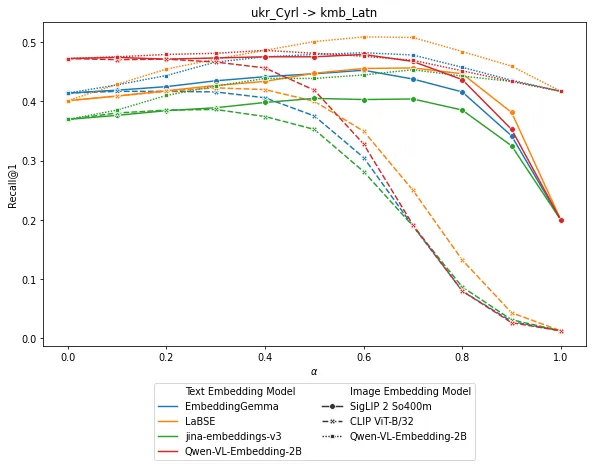 ukr_Cyrl -> kmb_Latn
Recall@1
0.5
0.4
0.3
0.2
0.1
0.0
0.0 0.2 0.4 0.6 0.8 1.0
α
Text Embedding Model Image Embedding Model
EmbeddingGemma SigLIP 2 So400m
LaBSE CLIP ViT-B/32
jina-embeddings-v3 Qwen-VL-Embedding-2B
Qwen-VL-Embedding-2B